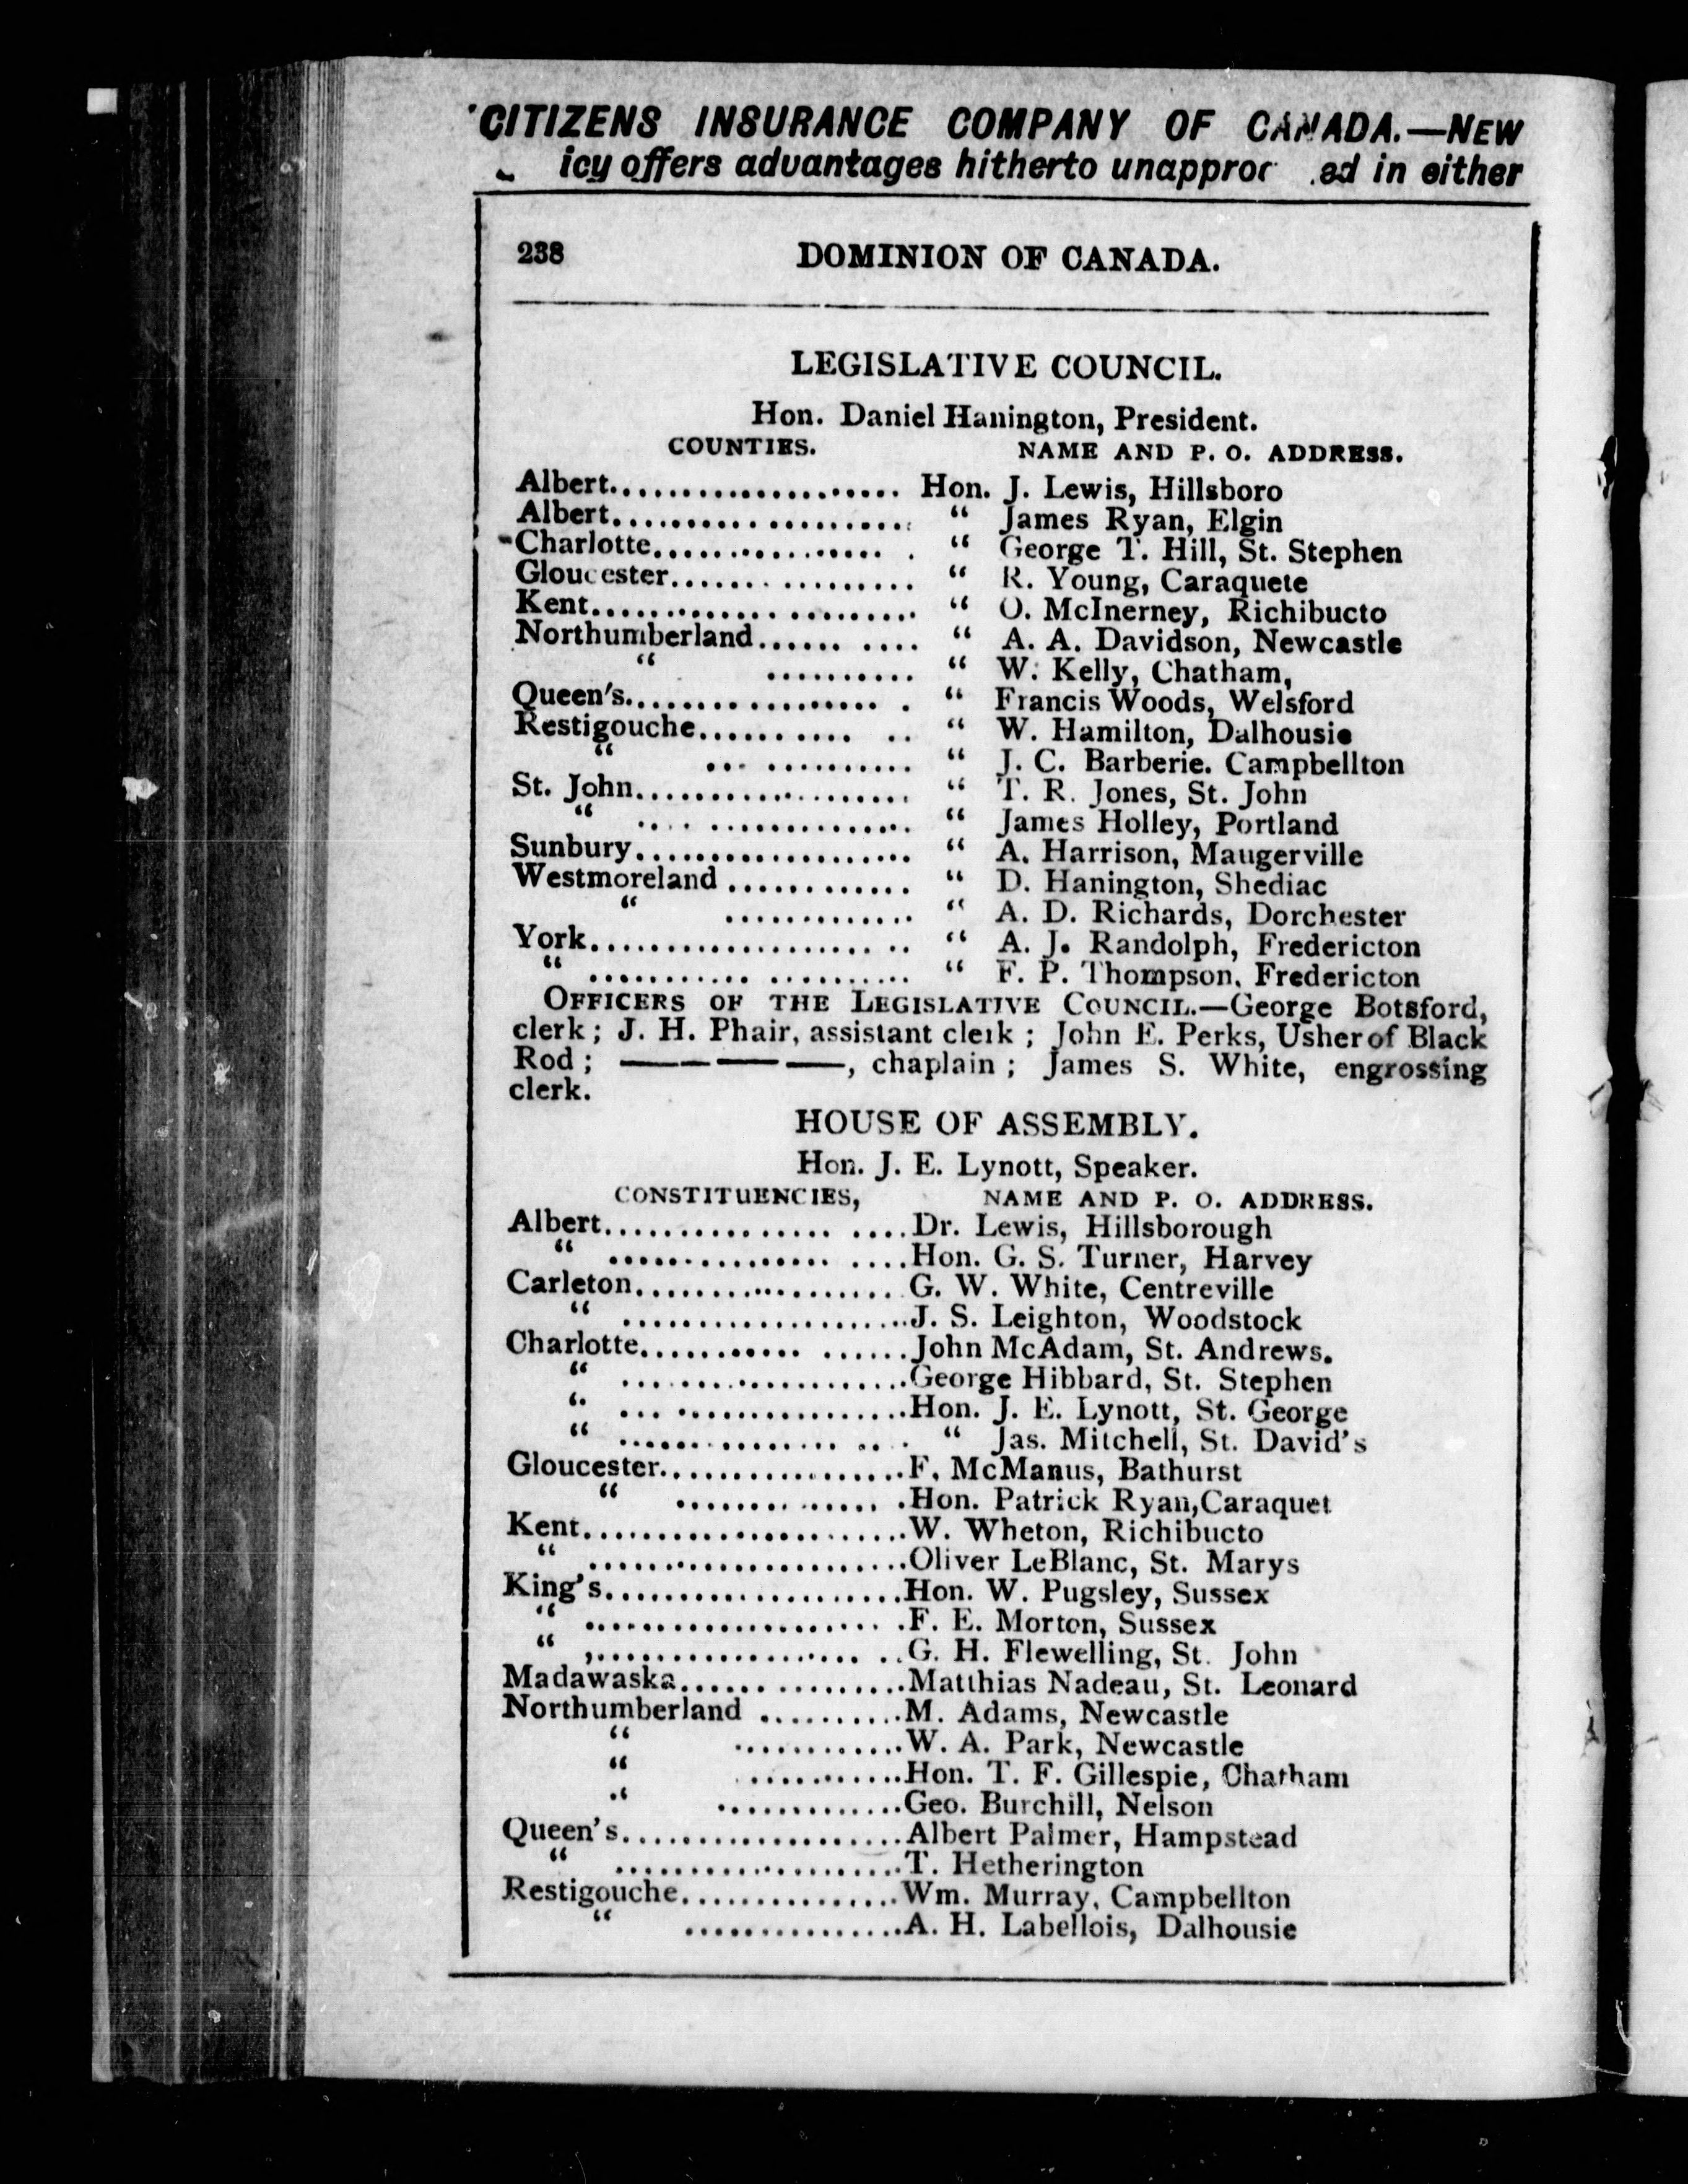 CITIZENS INSURANCE COMPANY OF CANADA.—NEW
icy offers advantages hitherto in either
238 DOMINION OF CANADA.
LEGISLATIVE COUNCIL.
Hon. Daniel Hanington, President.
COUNTIES. NAME AND P. O. ADDRESS.
Albert.................... Hon. J. Lewis, Hillsboro
Albert..................... “ James Ryan, Elgin
Charlotte................. “ George T. Hill, St. Stephen
Gloucester................. “ R. Young, Caraquete
Kent...................... “ O. McInerney, Richibucto
Northumberland.......... “ A. A. Davidson, Newcastle
“ .......... “ W. Kelly, Chatham,
Queen's................... “ Francis Woods, Welsford
Restigouche............. “ W. Hamilton, Dalhousie
“ ............. “ J. C. Barberie. Campbellton
St. John................... “ T. R. Jones, St. John
“ .................. “ James Holley, Portland
Sunbury................... “ A. Harrison, Maugerville
Westmoreland ............. “ D. Hanington, Shediac
“ ............. “ A. D. Richards, Dorchester
York...................... “ A. J. Randolph, Fredericton
“ ..................... “ F. P. Thompson, Fredericton
OFFICERS OF THE LEGISLATIVE COUNCIL.—George Botsford,
clerk; J. H. Phair, assistant clerk; John E. Perks, Usher of Black
Rod; —— — — —, chaplain; James S. White, engrossing
clerk.
HOUSE OF ASSEMBLY.
Hon. J. E. Lynott, Speaker.
CONSTITUENCIES, NAME AND P. O. ADDRESS.
Albert....................Dr. Lewis, Hillsborough
“ ...................Hon. G. S. Turner, Harvey
Carleton...................G. W. White, Centreville
“ ....................J. S. Leighton, Woodstock
Charlotte..................John McAdam, St. Andrews.
“ ....................George Hibbard, St. Stephen
“ ...................Hon. J. E. Lynott, St. George
“ ................... “ Jas. Mitchell, St. David's
Gloucester.................F. McManus, Bathurst
“ ...............Hon. Patrick Ryan,Caraquet
Kent.......................W. Wheton, Richibucto
“ ......................Oliver LeBlanc, St. Marys
King's.....................Hon. W. Pugsley, Sussex
“ ......................F. E. Morton, Sussex
“ ,.....................G. H. Flewelling, St. John
Madawaska................Matthias Nadeau, St. Leonard
Northumberland ..........M. Adams, Newcastle
“ ............W. A. Park, Newcastle
“ ...........Hon. T. F. Gillespie, Chatham
“ .............Geo. Burchill, Nelson
Queen's....................Albert Palmer, Hampstead
“ ....................T. Hetherington
Restigouche...............Wm. Murray, Campbellton
“ ...............A. H. Labellois, Dalhousie